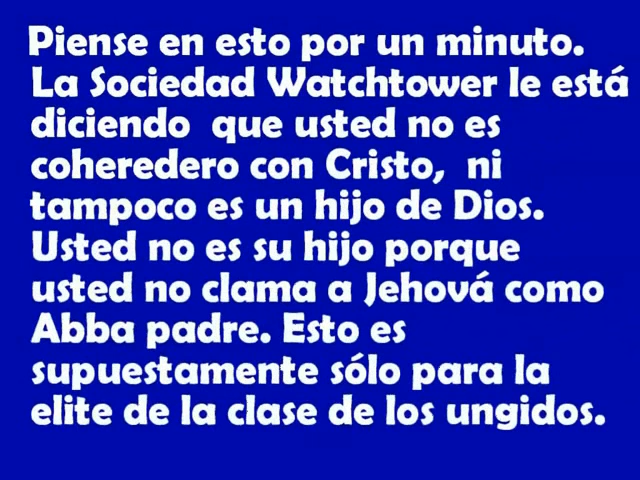 Piense en esto por un minuto.
La Sociedad Watchtower le está
diciendo que usted no es
coheredero con Cristo, ni
tampoco es un hijo de Dios.
Usted no es su hijo porque
usted no clama a Jehová como
Abba padre. Esto es
supuestamente sólo para la
elite de la clase de los ungidos.